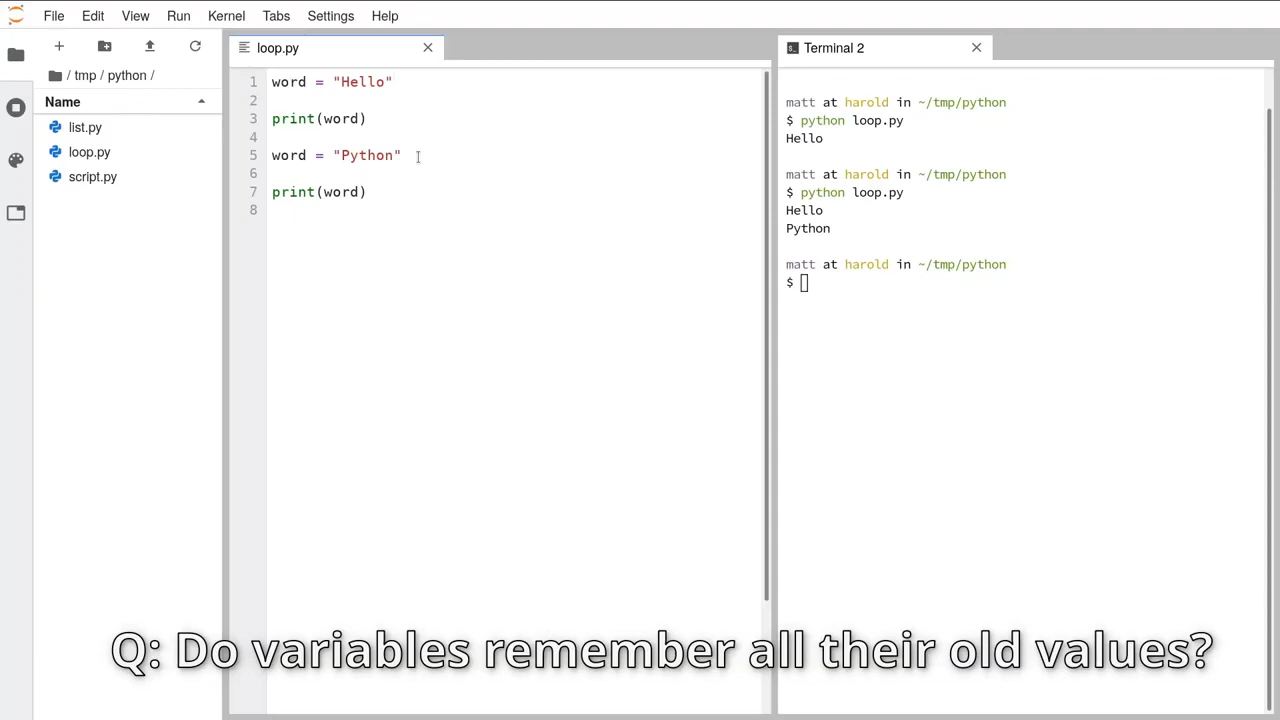 File Edit View Run Kernel Tabs Settings Help
/ tmp / python /
Name
list.py
loop.py
script.py
loop.py
1 word = "Hello"
2
3 print(word)
4
5 word = "Python"
6
7 print(word)
8
Terminal 2
matt at harold in ~/tmp/python
$ python loop.py
Hello
matt at harold in ~/tmp/python
$ python loop.py
Hello
Python
matt at harold in ~/tmp/python
$
Q: Do variables remember all their old values?